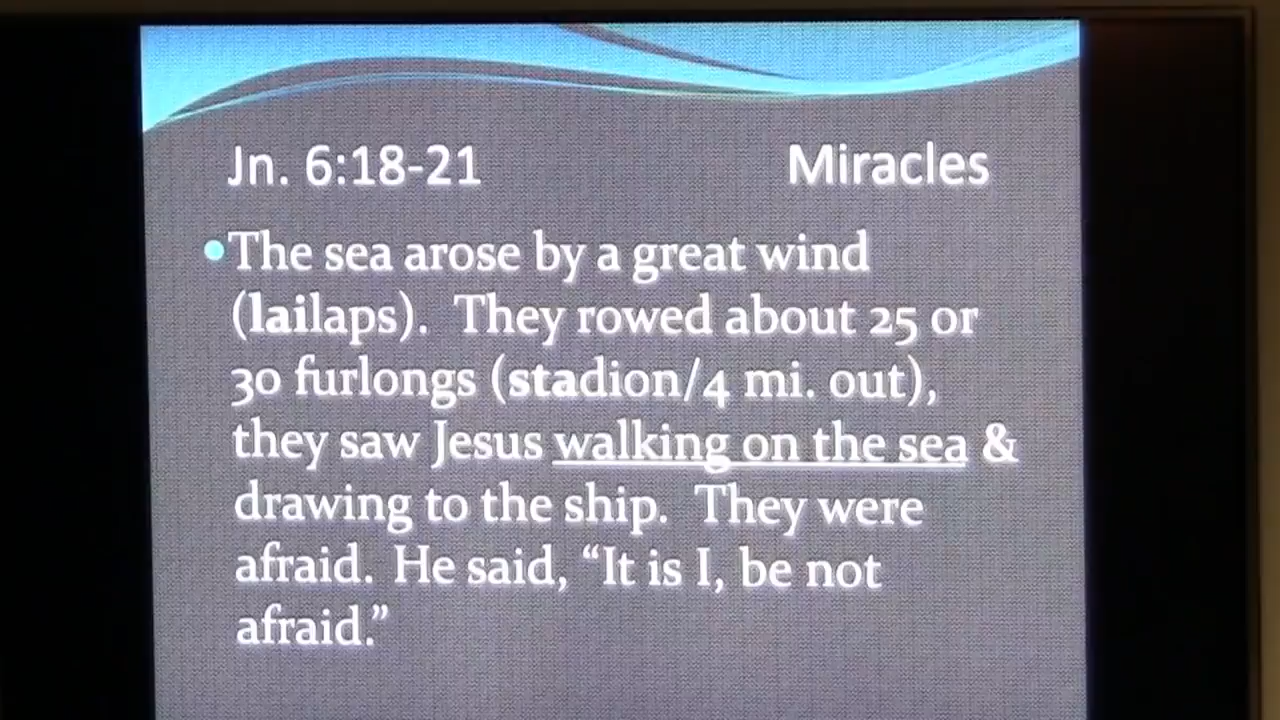 Jn. 6:18-21 Miracles
•The sea arose by a great wind
(lailaps). They rowed about 25 or
30 furlongs (stadion/4 mi. out),
they saw Jesus walking on the sea &
drawing to the ship. They were
afraid. He said, “It is I, be not
afraid.”